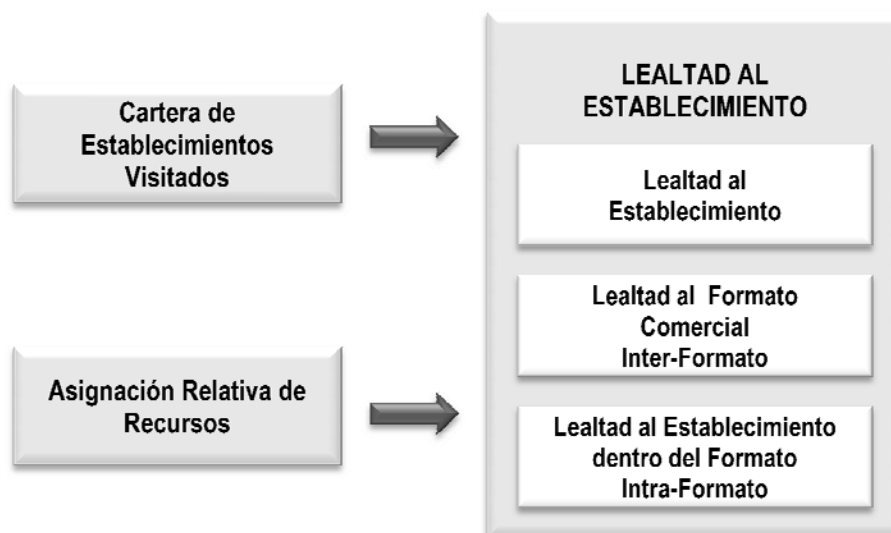 Cartera de
Establecimientos
Visitados
Asignación Relativa de
Recursos
LEALTAD AL
ESTABLECIMIENTO
Lealtad al
Establecimiento
Lealtad al Formato
Comercial
Inter-Formato
Lealtad al Establecimiento
dentro del Formato
Intra-Formato